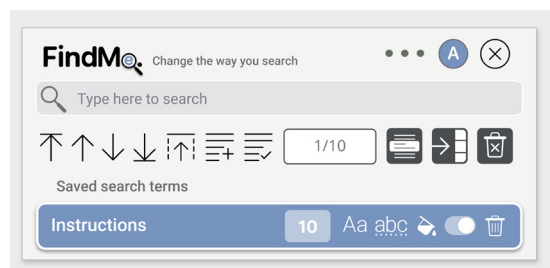 FindMe. Change the way you search
A
Type here to search
1/10
Saved search terms
Instructions 10 Aa abc